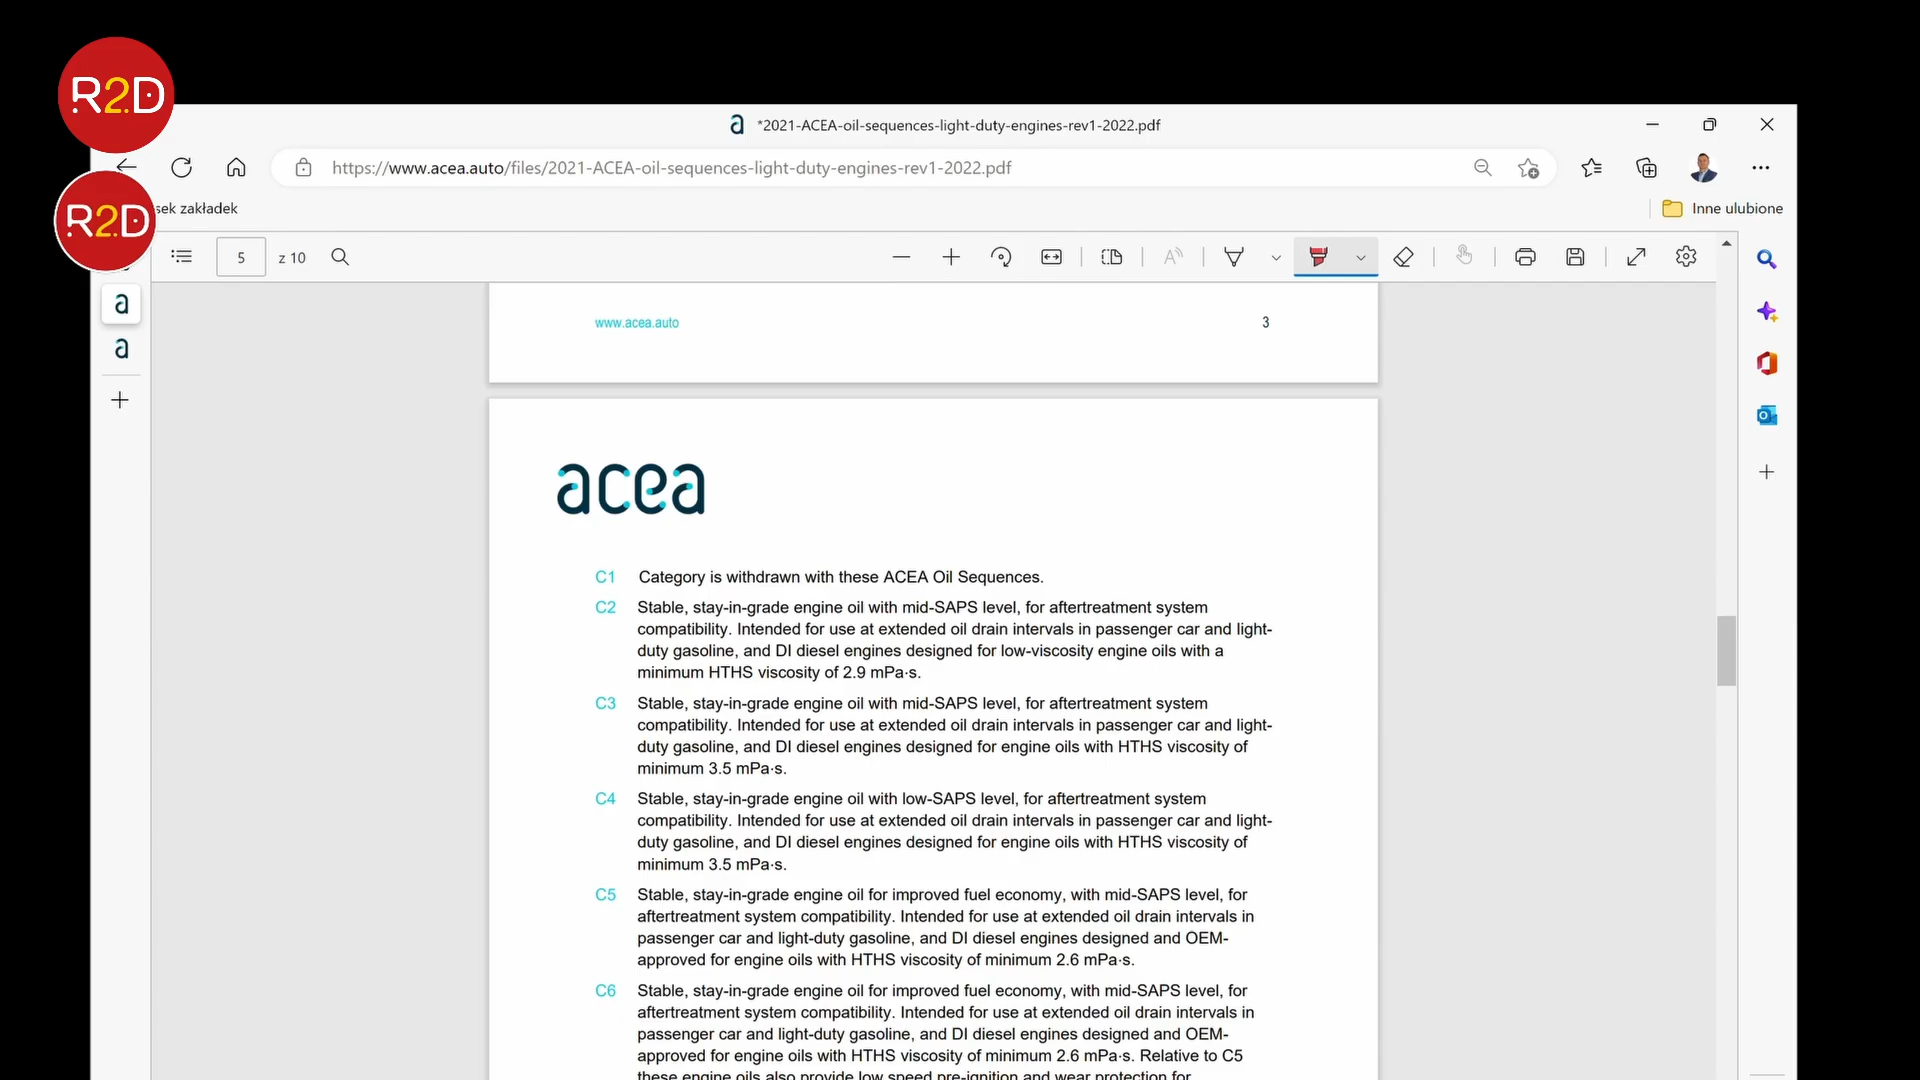 R2D
*2021-ACEA-oil-sequences-light-duty-engines-rev1-2022.pdf
https://www.acea.auto/files/2021-ACEA-oil-sequences-light-duty-engines-rev1-2022.pdf
R2D
sek zakładek
Inne ulubione
5 z 10
www.acea.auto 3
acea
C1 Category is withdrawn with these ACEA Oil Sequences.
C2 Stable, stay-in-grade engine oil with mid-SAPS level, for aftertreatment system
compatibility. Intended for use at extended oil drain intervals in passenger car and light-
duty gasoline, and DI diesel engines designed for low-viscosity engine oils with a
minimum HTHS viscosity of 2.9 mPa·s.
C3 Stable, stay-in-grade engine oil with mid-SAPS level, for aftertreatment system
compatibility. Intended for use at extended oil drain intervals in passenger car and light-
duty gasoline, and DI diesel engines designed for engine oils with HTHS viscosity of
minimum 3.5 mPa·s.
C4 Stable, stay-in-grade engine oil with low-SAPS level, for aftertreatment system
compatibility. Intended for use at extended oil drain intervals in passenger car and light-
duty gasoline, and DI diesel engines designed for engine oils with HTHS viscosity of
minimum 3.5 mPa·s.
C5 Stable, stay-in-grade engine oil for improved fuel economy, with mid-SAPS level, for
aftertreatment system compatibility. Intended for use at extended oil drain intervals in
passenger car and light-duty gasoline, and DI diesel engines designed and OEM-
approved for engine oils with HTHS viscosity of minimum 2.6 mPa·s.
C6 Stable, stay-in-grade engine oil for improved fuel economy, with mid-SAPS level, for
aftertreatment system compatibility. Intended for use at extended oil drain intervals in
passenger car and light-duty gasoline, and DI diesel engines designed and OEM-
approved for engine oils with HTHS viscosity of minimum 2.6 mPa·s. Relative to C5
these engine oils also provide low speed pre-ignition and wear protection for